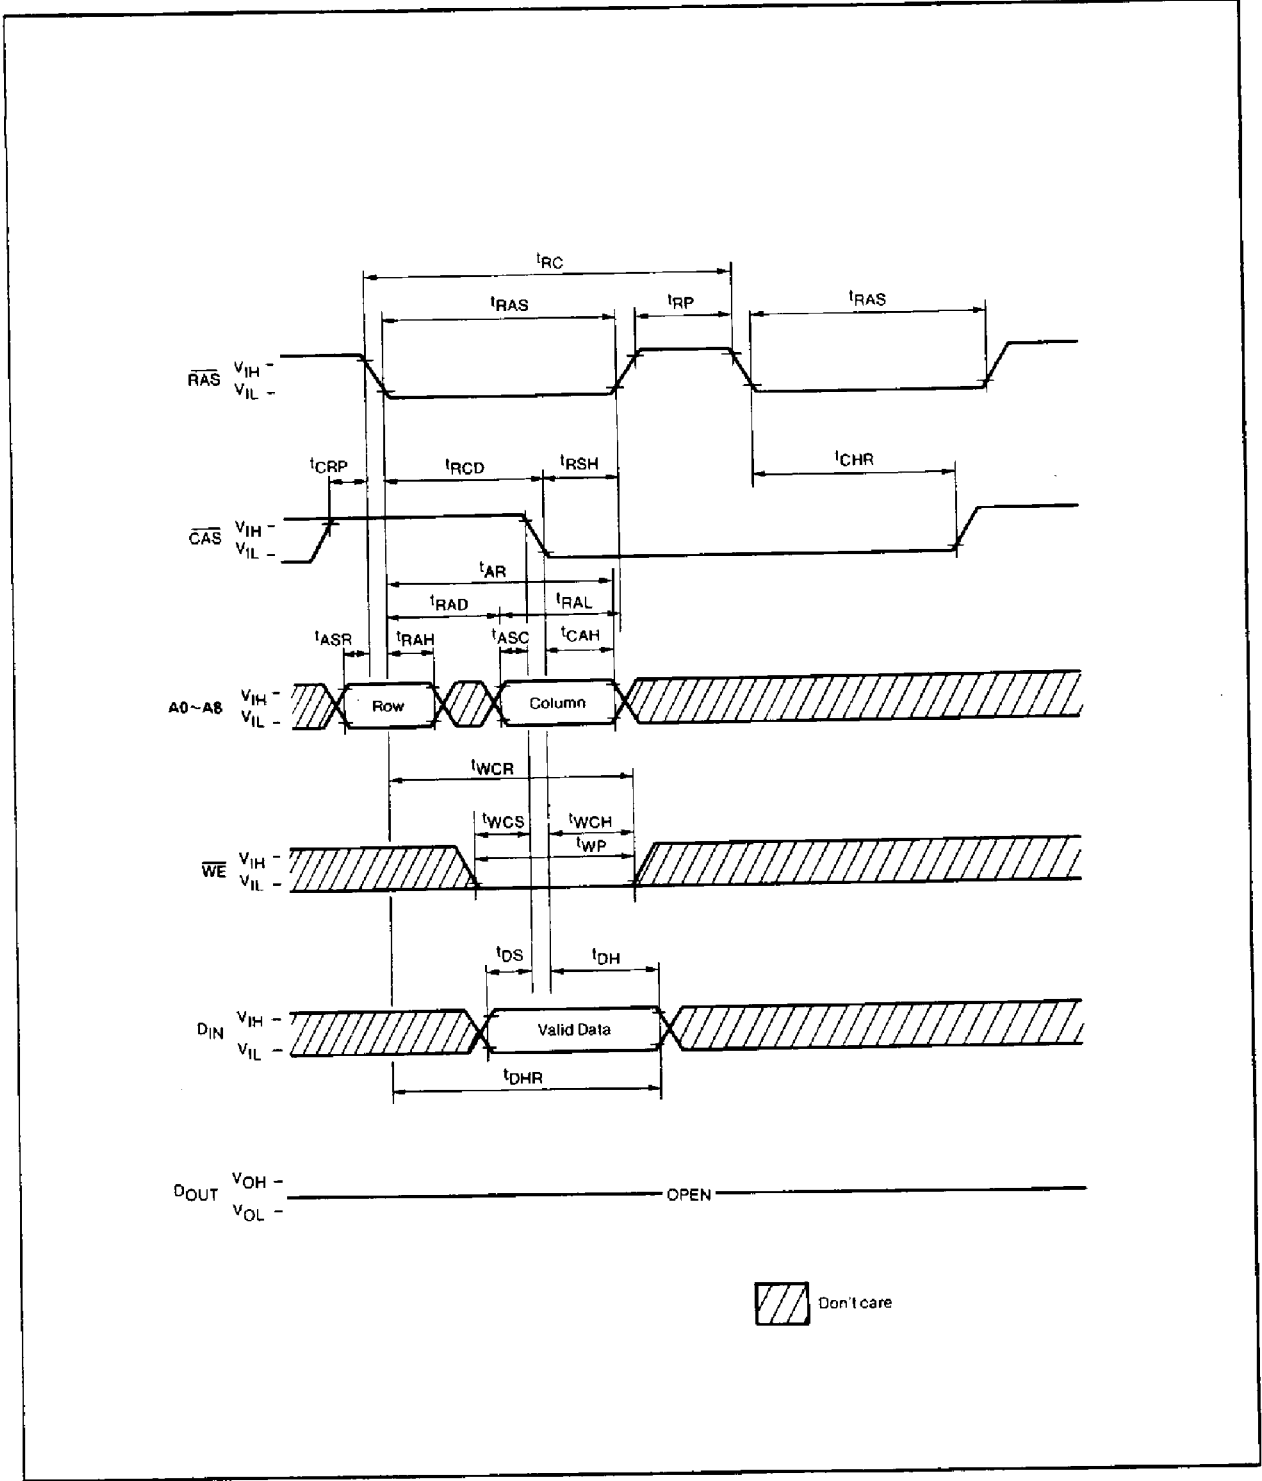 tRC
tRAS tRP tRAS
RAS VIH
VIL
tCRP tRCD tRSH tCHR
CAS VIH
VIL
tAR
tRAD tRAL
tASR tRAH tASC tCAH
A0~A8 VIH
VIL
Row Column
tWCR
tWCS tWCH
tWP
WE VIH
VIL
tDS tDH
DIN VIH
VIL
Valid Data
tDHR
DOUT VOH
VOL
OPEN
Don't care